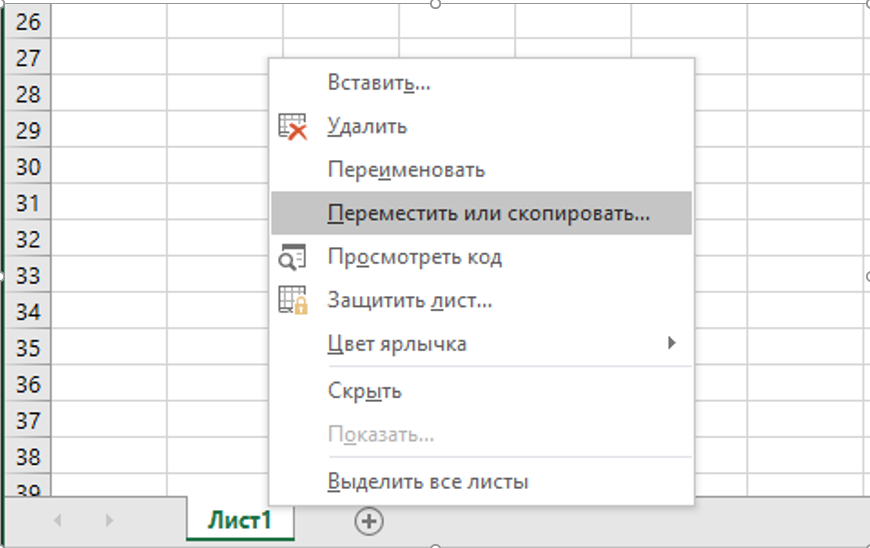 26
27
Вставить...
28
29
Удалить
30
Переименовать
31
Переместить или скопировать...
32
Просмотреть код
33
Защитить лист...
34
35
Цвет ярлычка
36
Скрыть
37
Показать...
38
Выделить все листы
39
Лист1